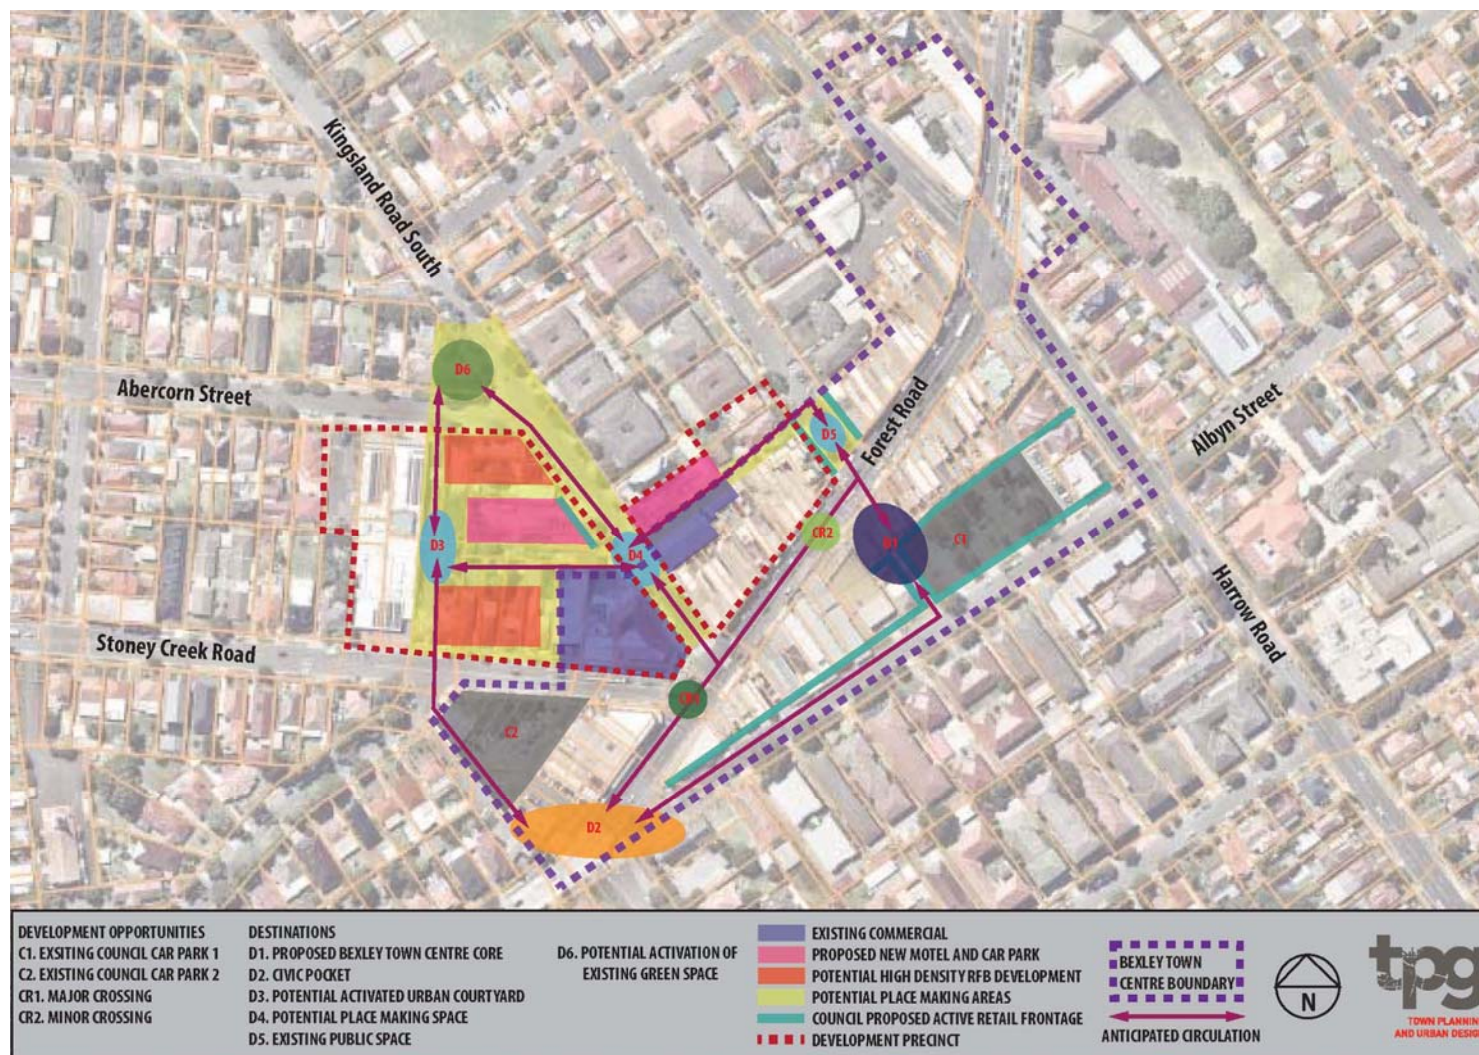 Kingsland Road South
Abercorn Street
D6
D5
Forest Road
Albyn Street
D3
D4
CR2
D1
C1
Harrow Road
Stoney Creek Road
CR1
C2
D2
DEVELOPMENT OPPORTUNITIES
C1. EXSITING COUNCIL CAR PARK 1
C2. EXISTING COUNCIL CAR PARK 2
CR1. MAJOR CROSSING
CR2. MINOR CROSSING
DESTINATIONS
D1. PROPOSED BEXLEY TOWN CENTRE CORE
D2. CIVIC POCKET
D3. POTENTIAL ACTIVATED URBAN COURTYARD
D4. POTENTIAL PLACE MAKING SPACE
D5. EXISTING PUBLIC SPACE
D6. POTENTIAL ACTIVATION OF
EXISTING GREEN SPACE
EXISTING COMMERCIAL
PROPOSED NEW MOTEL AND CAR PARK
POTENTIAL HIGH DENSITY RFB DEVELOPMENT
POTENTIAL PLACE MAKING AREAS
COUNCIL PROPOSED ACTIVE RETAIL FRONTAGE
DEVELOPMENT PRECINCT
BEXLEY TOWN
CENTRE BOUNDARY
ANTICIPATED CIRCULATION
N
tpg
TOWN PLANNIN
AND URBAN DESIG